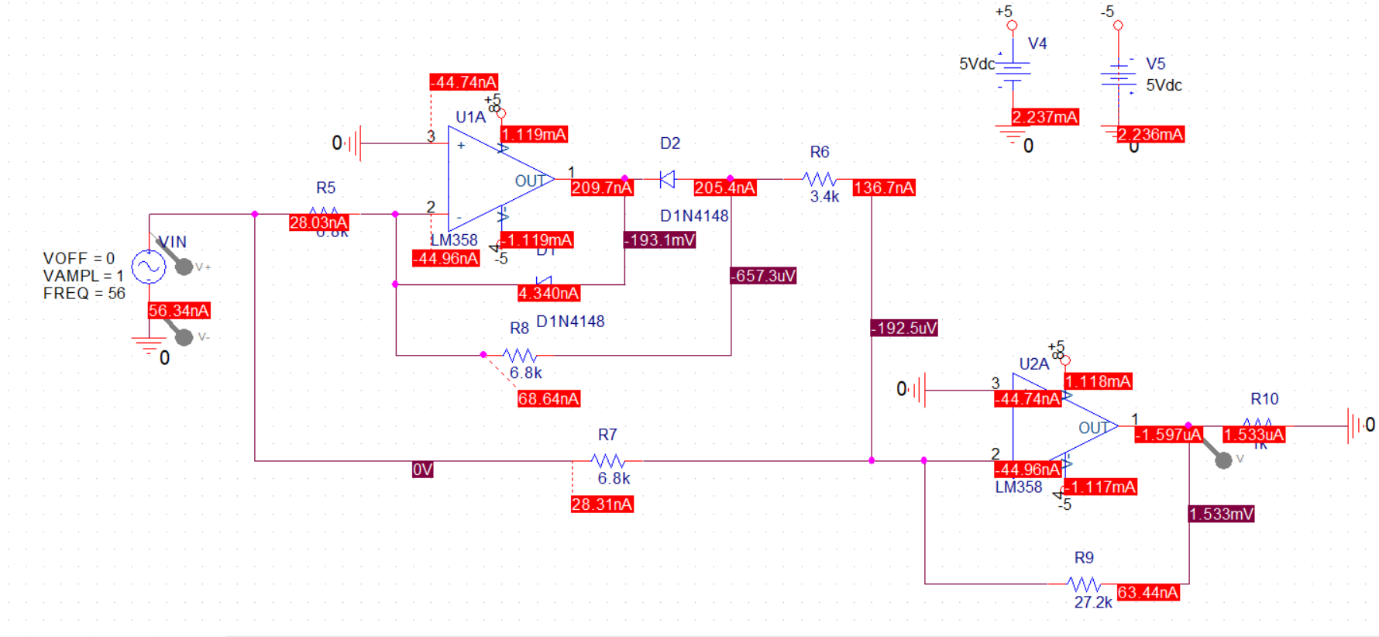 +5
-5
V4
5Vdc
V5
5Vdc
2.237mA
0
2.236mA
0
-44.74nA
+5
8
U1A
1.119mA
V+
0
3
+
OUT
1
209.7nA
D2
205.4nA
R6
136.7nA
3.4k
D1N4148
R5
28.03nA
6.8k
2
-
V-
LM358
-1.119mA
4
-5
-44.96nA
-193.1mV
D1
4.340nA
D1N4148
-657.3uV
-192.5uV
VIN
VOFF = 0
VAMPL = 1
FREQ = 56
V+
56.34nA
V-
0
R8
6.8k
68.64nA
R7
0V
6.8k
28.31nA
+5
8
U2A
1.118mA
0
3
-44.74nA
OUT
1
-1.597uA
R10
1.533uA
1k
0
V
2
-44.96nA
V-
LM358
-1.117mA
4
-5
1.533mV
R9
63.44nA
27.2k